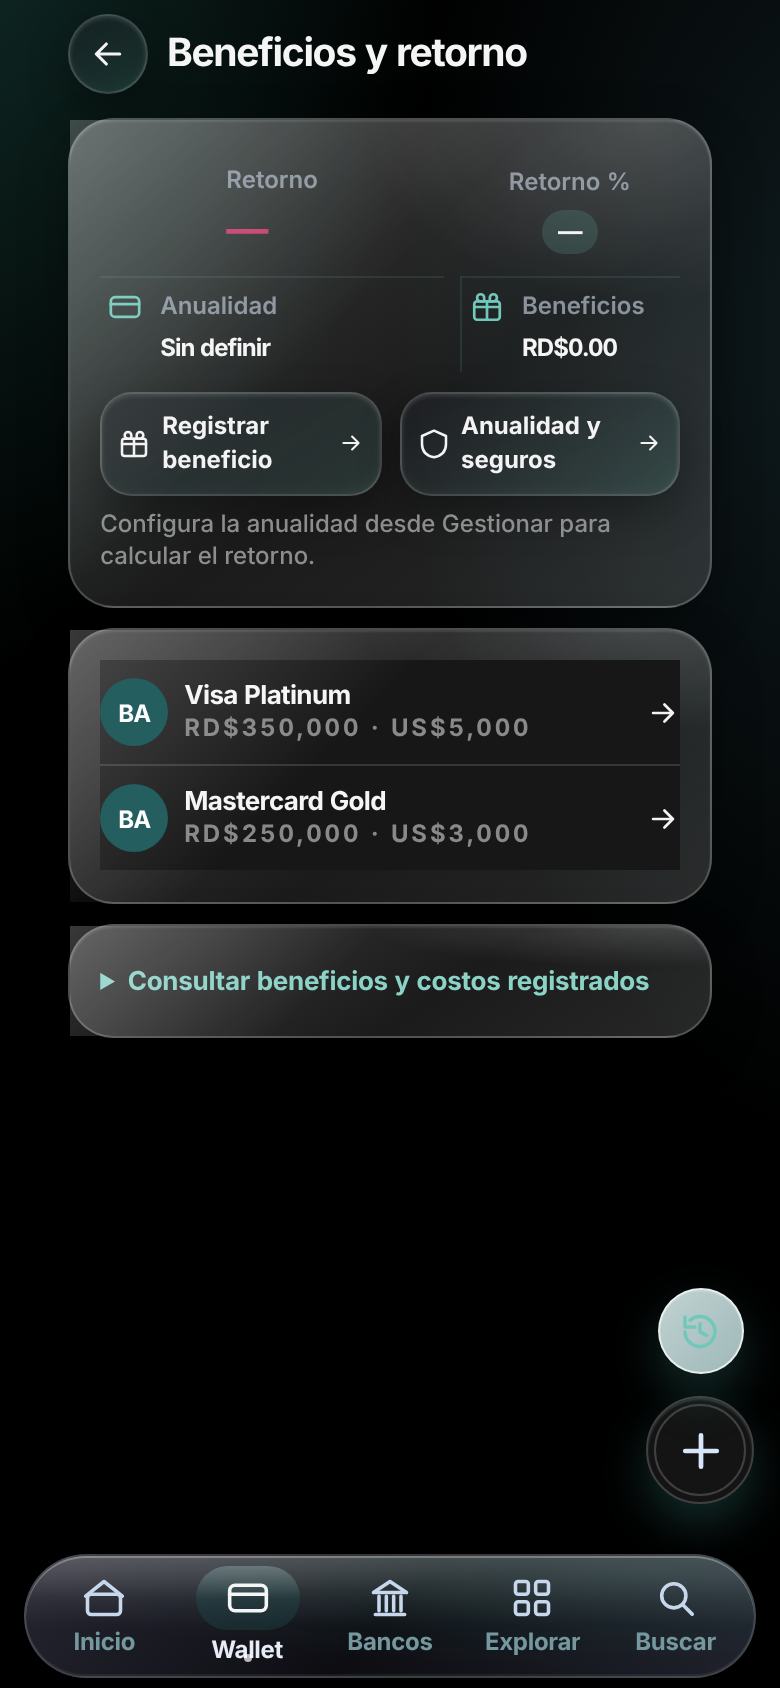 Beneficios y retorno
Retorno
Retorno %
—
—
Anualidad
Sin definir
Beneficios
RD$0.00
Registrar
beneficio
Anualidad y
seguros
Configura la anualidad desde Gestionar para
calcular el retorno.
BA
Visa Platinum
RD$350,000 · US$5,000
BA
Mastercard Gold
RD$250,000 · US$3,000
Consultar beneficios y costos registrados
Inicio
Wallet
Bancos
Explorar
Buscar